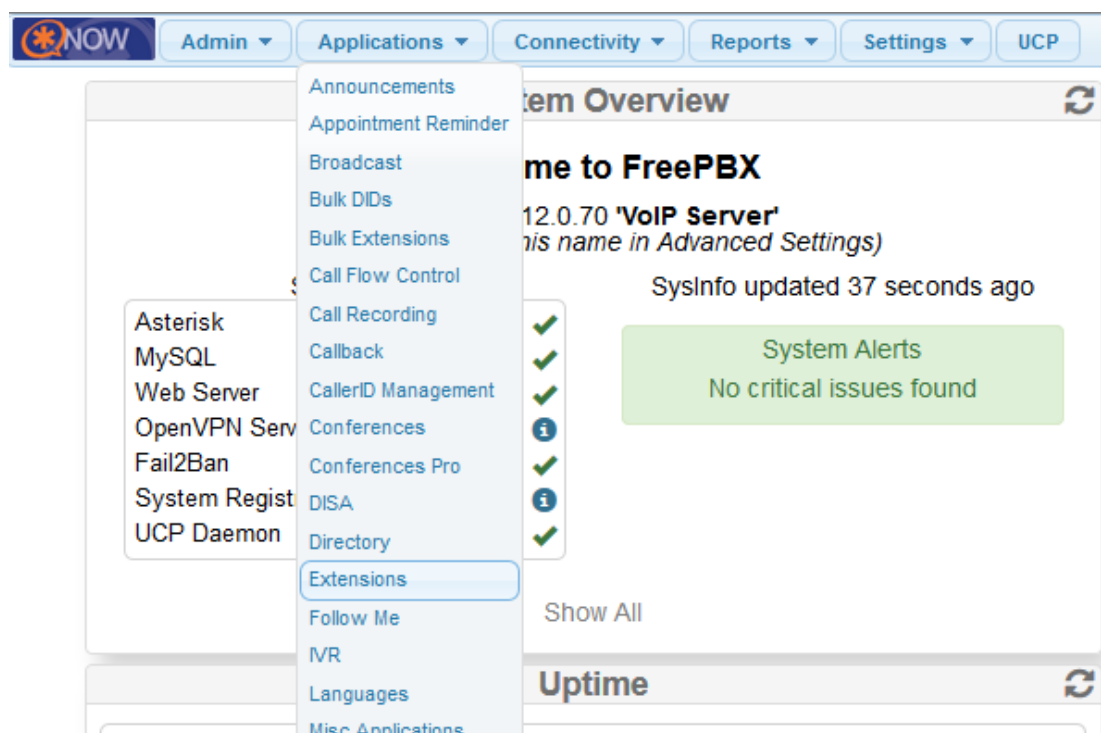 NOW Admin Applications Connectivity Reports Settings UCP
Announcements
Appointment Reminder
Broadcast
Bulk DIDs
Bulk Extensions
Call Flow Control
Call Recording
Callback
CallerID Management
Conferences
Conferences Pro
DISA
Directory
Extensions
Follow Me
IVR
Languages
Misc Applications
tem Overview
me to FreePBX
12.0.70 'VoIP Server'
his name in Advanced Settings)
SysInfo updated 37 seconds ago
Asterisk
MySQL
Web Server
OpenVPN Serv
Fail2Ban
System Regist
UCP Daemon
System Alerts
No critical issues found
Show All
Uptime